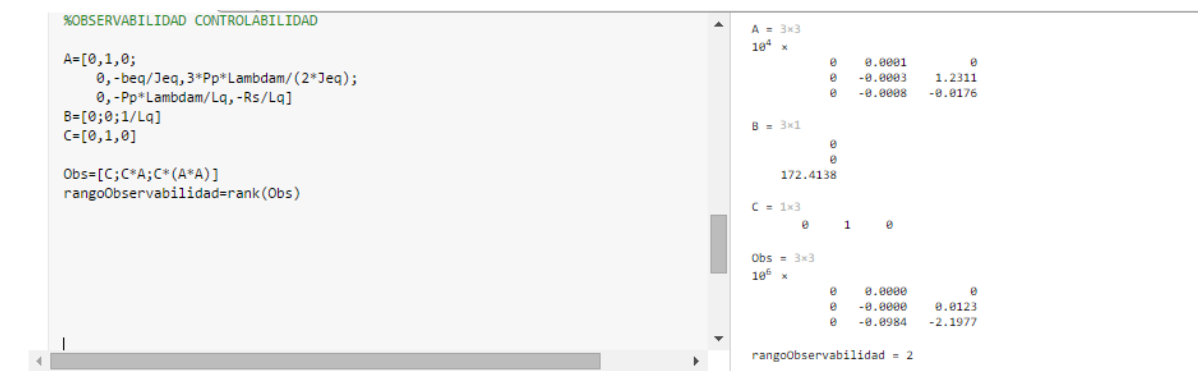 %OBSERVABILIDAD CONTROLABILIDAD
A=[0,1,0;
0,-beq/Jeq,3*Pp*Lambdam/(2*Jeq);
0,-Pp*Lambdam/Lq,-Rs/Lq]
B=[0;0;1/Lq]
C=[0,1,0]
Obs=[C;C*A;C*(A*A)]
rangoObservabilidad=rank(Obs)
A = 3×3
10^4 ×
0 0.0001 0
0 -0.0003 1.2311
0 -0.0008 -0.0176
B = 3×1
0
0
172.4138
C = 1×3
0 1 0
Obs = 3×3
10^6 ×
0 0.0000 0
0 -0.0000 0.0123
0 -0.0984 -2.1977
rangoObservabilidad = 2